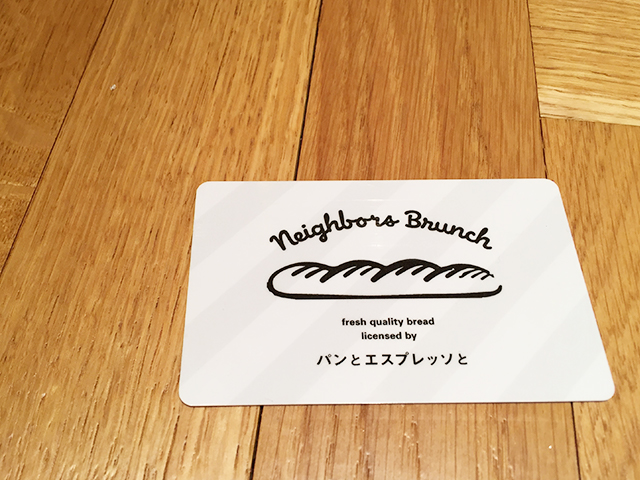 Neighbors Brunch
fresh quality bread
licensed by
パンとエスプレッソと